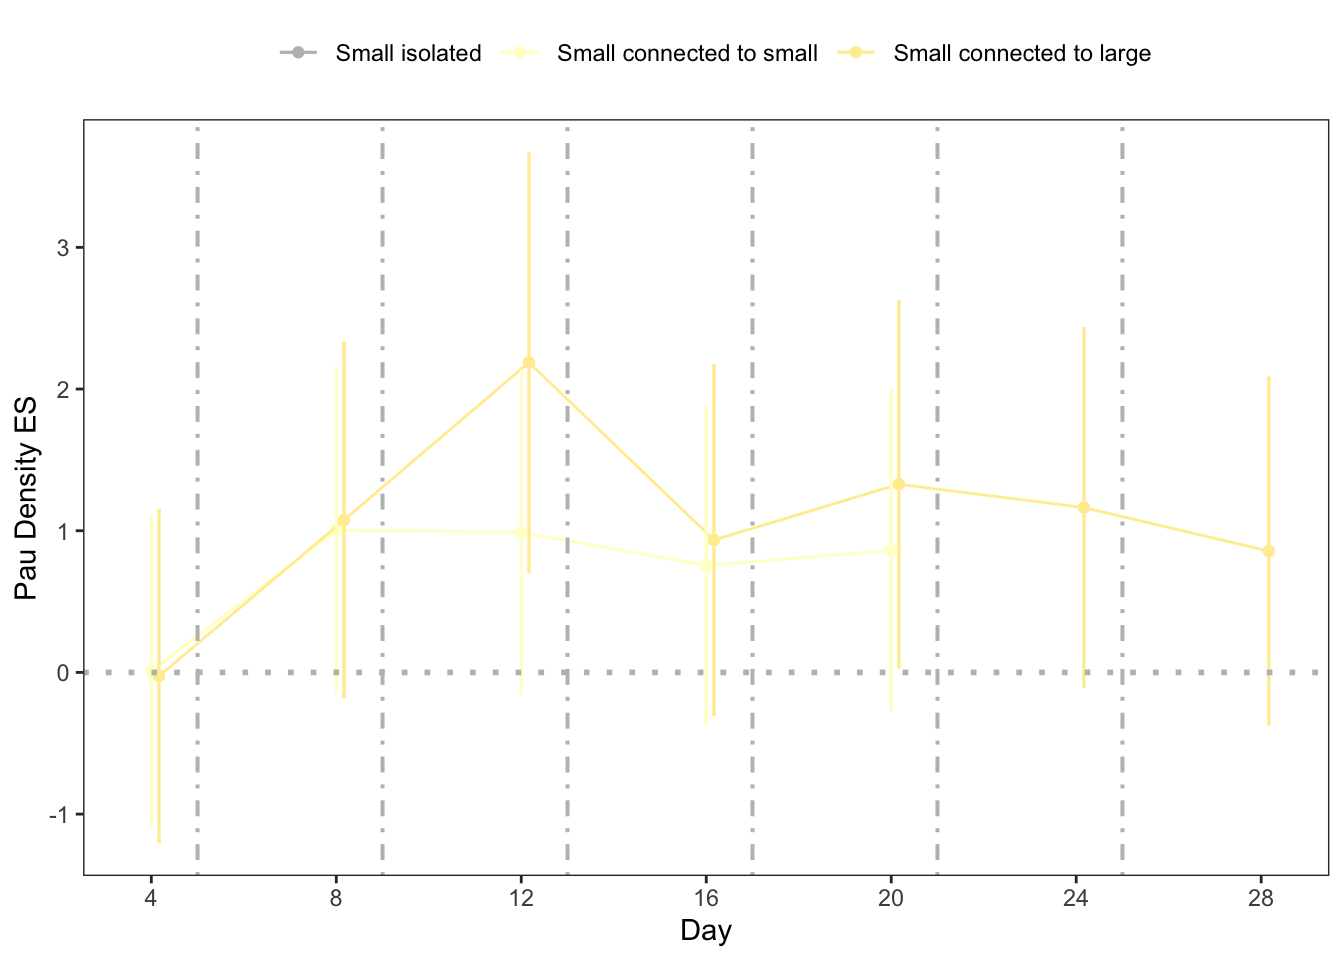 Small isolated Small connected to small Small connected to large
Pau Density ES
3
2
1
0
-1
4 8 12 16 20 24 28
Day